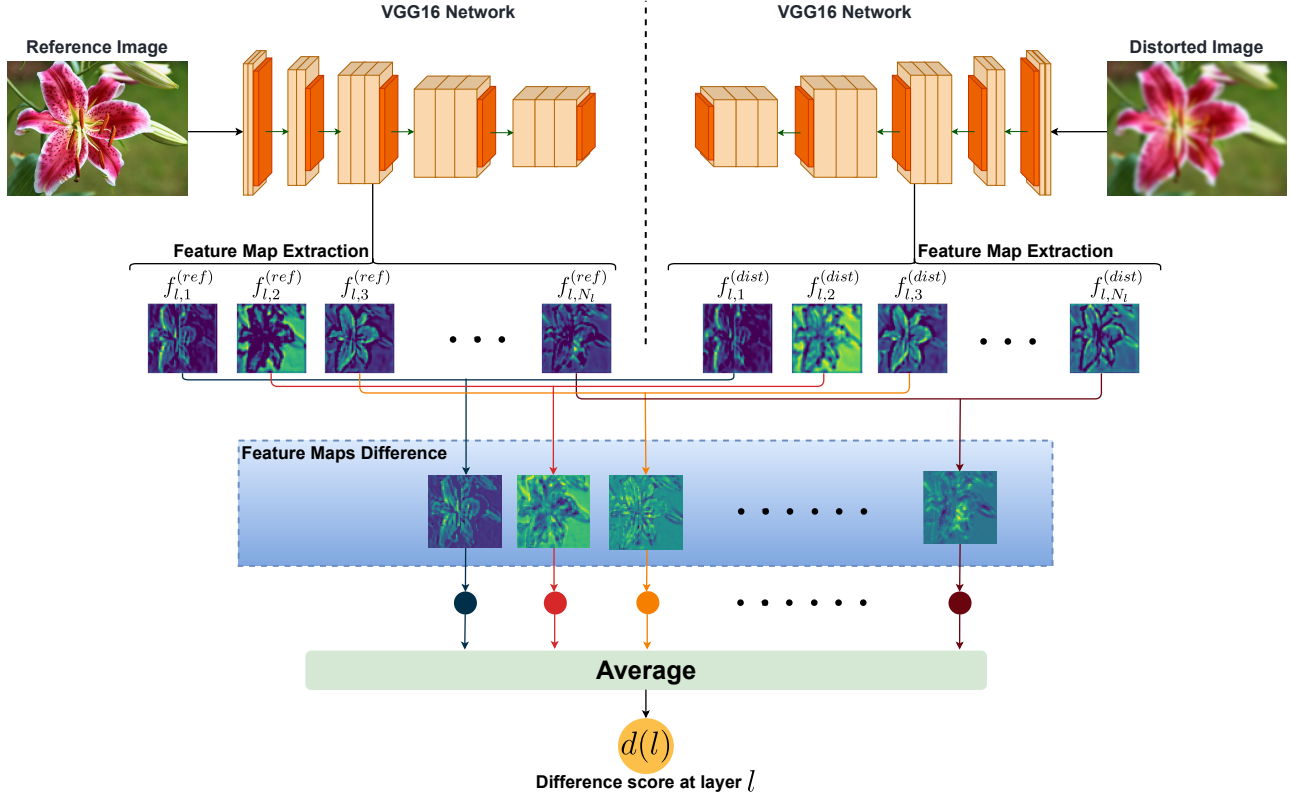 VGG16 Network
VGG16 Network
Reference Image
Distorted Image
Feature Map Extraction
Feature Map Extraction
$f_{l,1}^{(ref)}$ $f_{l,2}^{(ref)}$ $f_{l,3}^{(ref)}$ $f_{l,N_l}^{(ref)}$
$f_{l,1}^{(dist)}$ $f_{l,2}^{(dist)}$ $f_{l,3}^{(dist)}$ $f_{l,N_l}^{(dist)}$
Feature Maps Difference
Average
$d(l)$
Difference score at layer $l$